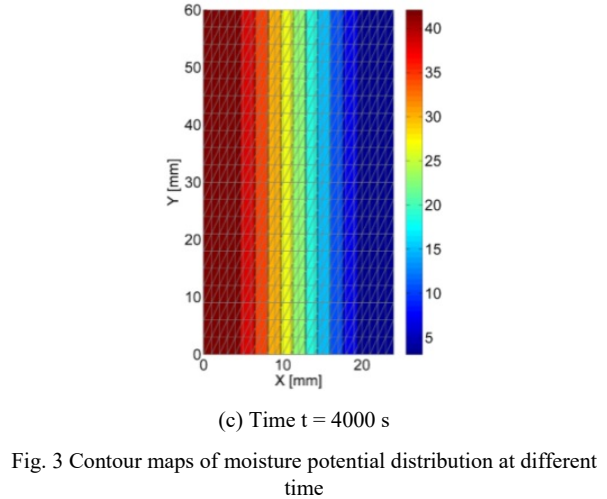 60
50
40
30
20
10
0
Y [mm]
0 10 20
X [mm]
40
35
30
25
20
15
10
5
(c) Time t = 4000 s
Fig. 3 Contour maps of moisture potential distribution at different
time